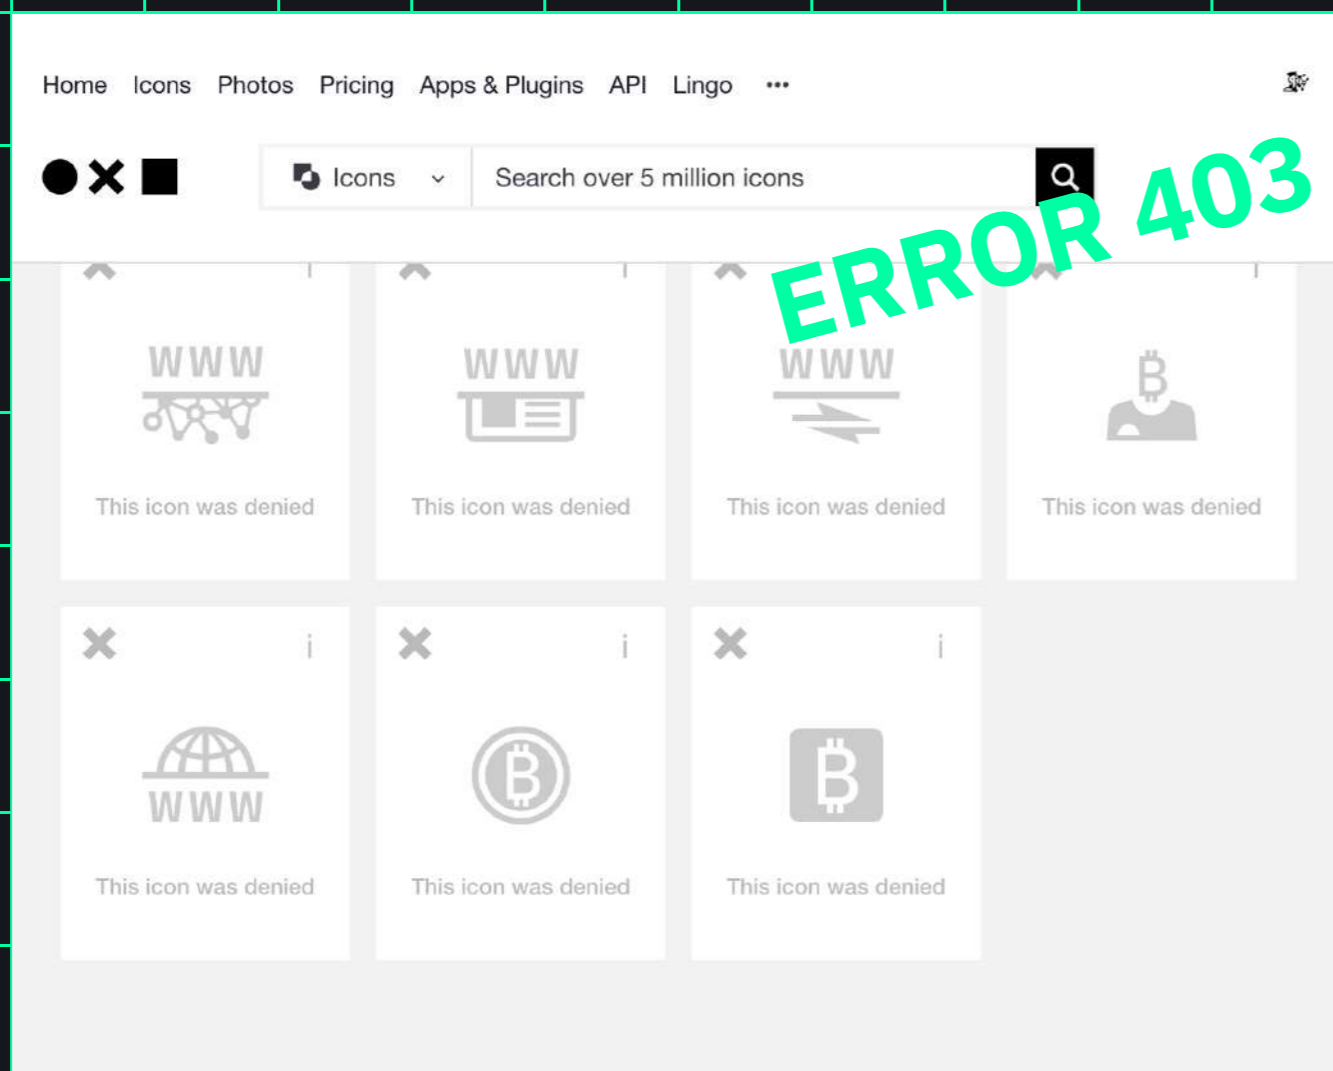 Home Icons Photos Pricing Apps & Plugins API Lingo •••
Icons Search over 5 million icons
ERROR 403
WWW WWW WWW B
This icon was denied This icon was denied This icon was denied This icon was denied
i i i
WWW B B
This icon was denied This icon was denied This icon was denied